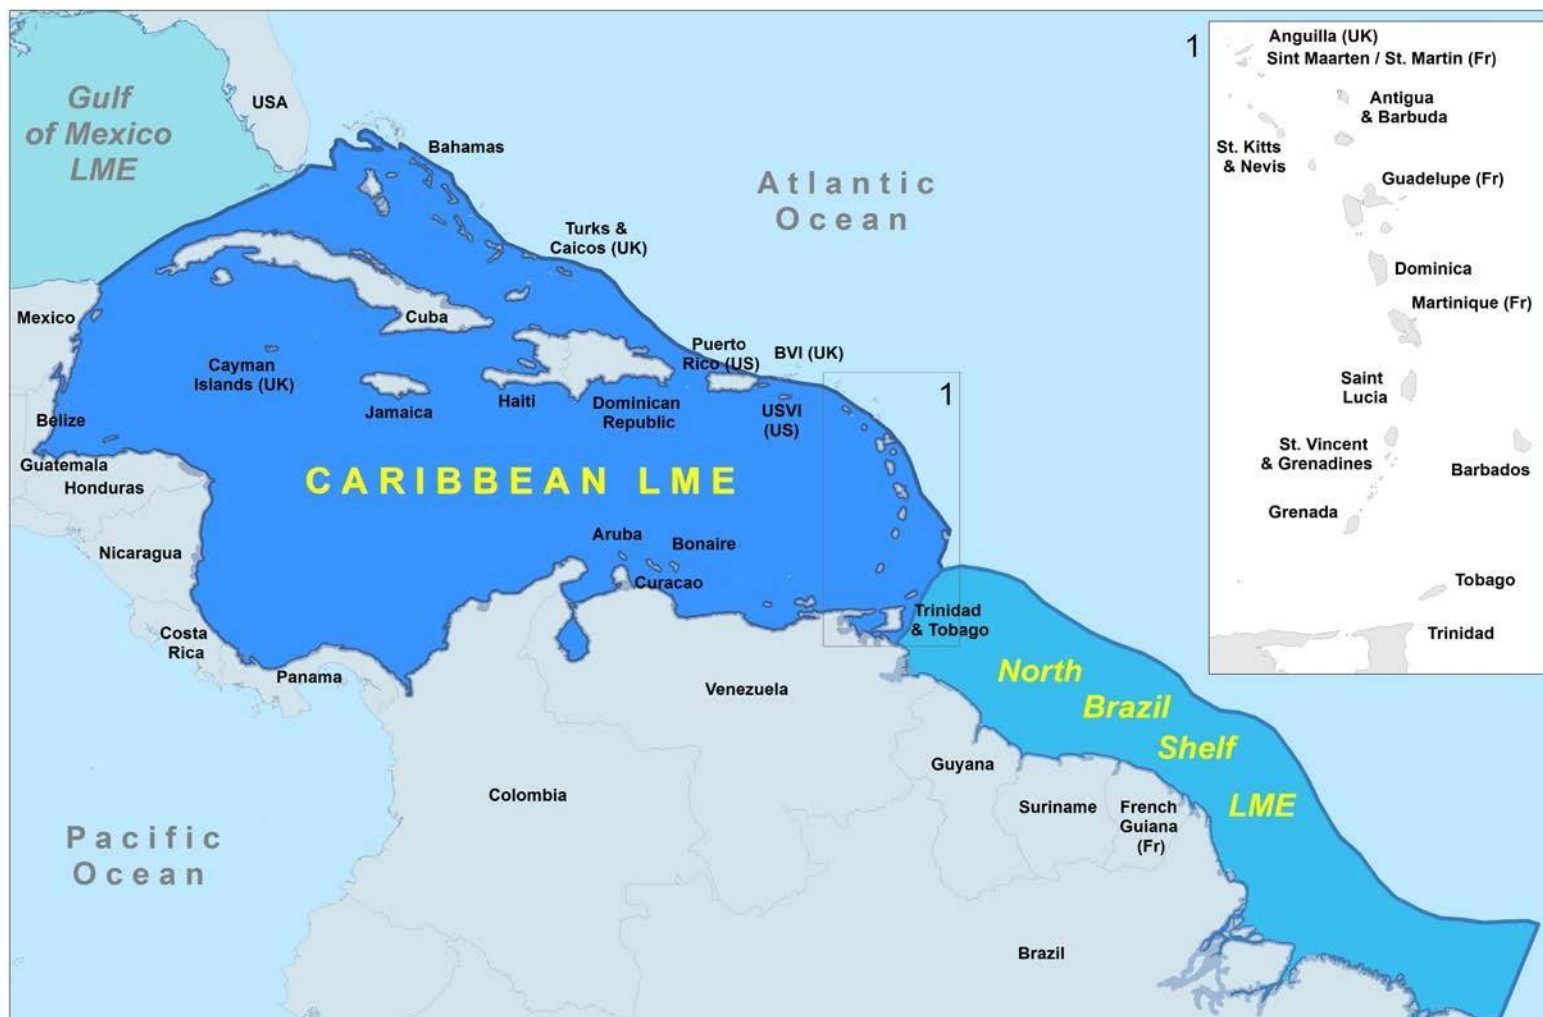 Gulf
of Mexico
LME
USA
Bahamas
Atlantic
Ocean
Turks &
Caicos (UK)
Mexico
Cuba
Cayman
Islands (UK)
Puerto
Rico (US)
BVI (UK)
Belize
Jamaica
Haiti
Dominican
Republic
USVI
(US)
1
Guatemala
Honduras
CARIBBEAN LME
Nicaragua
Aruba
Bonaire
Curacao
Costa
Rica
Panama
Trinidad
& Tobago
Venezuela
North
Brazil
Shelf
LME
Colombia
Guyana
Suriname
French
Guiana
(Fr)
Pacific
Ocean
Brazil
1
Anguilla (UK)
Sint Maarten / St. Martin (Fr)
Antigua
& Barbuda
St. Kitts
& Nevis
Guadelupe (Fr)
Dominica
Martinique (Fr)
Saint
Lucia
St. Vincent
& Grenadines
Barbados
Grenada
Tobago
Trinidad